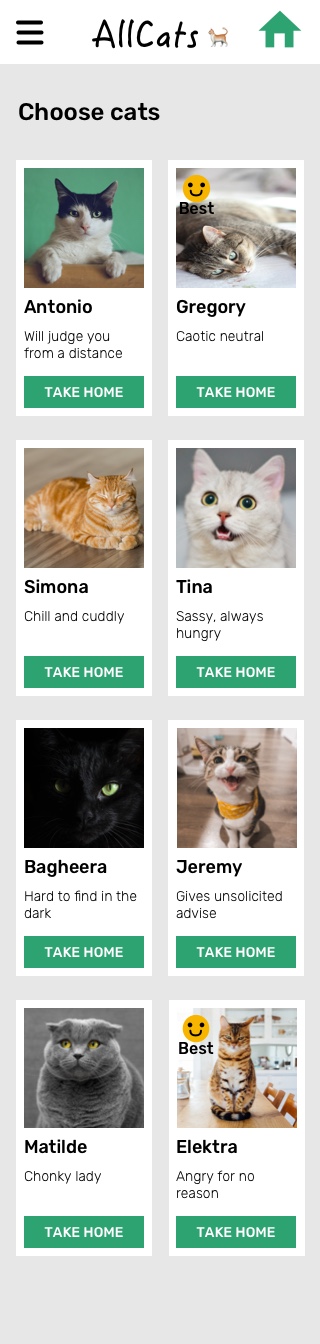 AllCats
Choose cats
Antonio
Will judge you
from a distance
TAKE HOME
Best
Gregory
Caotic neutral
TAKE HOME
Simona
Chill and cuddly
TAKE HOME
Tina
Sassy, always
hungry
TAKE HOME
Bagheera
Hard to find in the
dark
TAKE HOME
Jeremy
Gives unsolicited
advise
TAKE HOME
Matilde
Chonky lady
TAKE HOME
Best
Elektra
Angry for no
reason
TAKE HOME